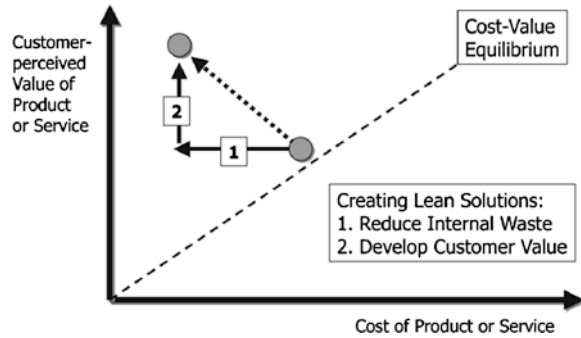 Customer-
perceived
Value of
Product
or Service
Cost-Value
Equilibrium
2
1
Creating Lean Solutions:
1. Reduce Internal Waste
2. Develop Customer Value
Cost of Product or Service